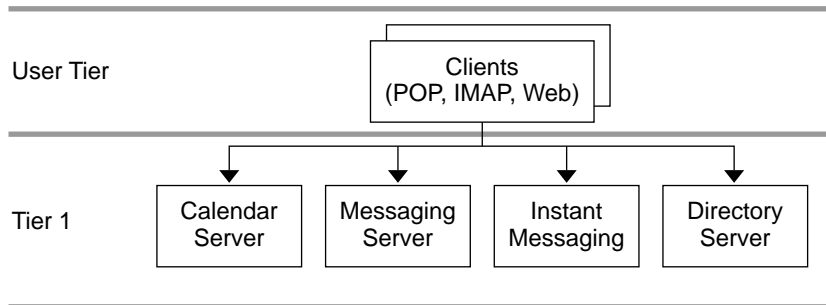 User Tier
Clients
(POP, IMAP, Web)
Tier 1
Calendar
Server
Messaging
Server
Instant
Messaging
Directory
Server